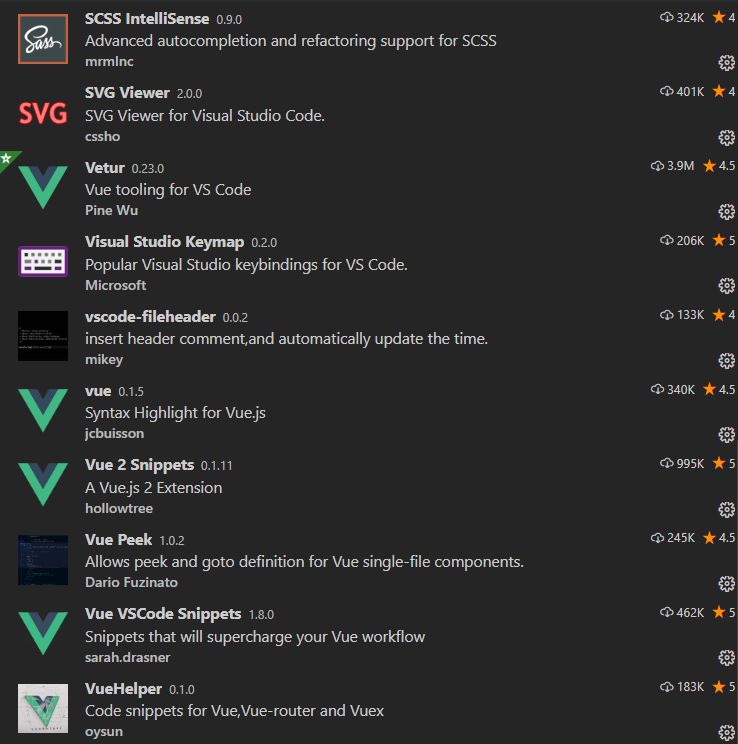 Sass
SCSS IntelliSense 0.9.0 324K 4
Advanced autocompletion and refactoring support for SCSS
mrmlnc
SVG
SVG Viewer 2.0.0 401K 4
SVG Viewer for Visual Studio Code.
cssho
Vetur 0.23.0 3.9M 4.5
Vue tooling for VS Code
Pine Wu
Visual Studio Keymap 0.2.0 206K 5
Popular Visual Studio keybindings for VS Code.
Microsoft
vscode-fileheader 0.0.2 133K 4
insert header comment,and automatically update the time.
mikey
vue 0.1.5 340K 4.5
Syntax Highlight for Vue.js
jcbuisson
Vue 2 Snippets 0.1.11 995K 5
A Vue.js 2 Extension
hollowtree
Vue Peek 1.0.2 245K 4.5
Allows peek and goto definition for Vue single-file components.
Dario Fuzinato
Vue VSCode Snippets 1.8.0 462K 5
Snippets that will supercharge your Vue workflow
sarah.drasner
VueHelper 0.1.0 183K 5
Code snippets for Vue,Vue-router and Vuex
oysun